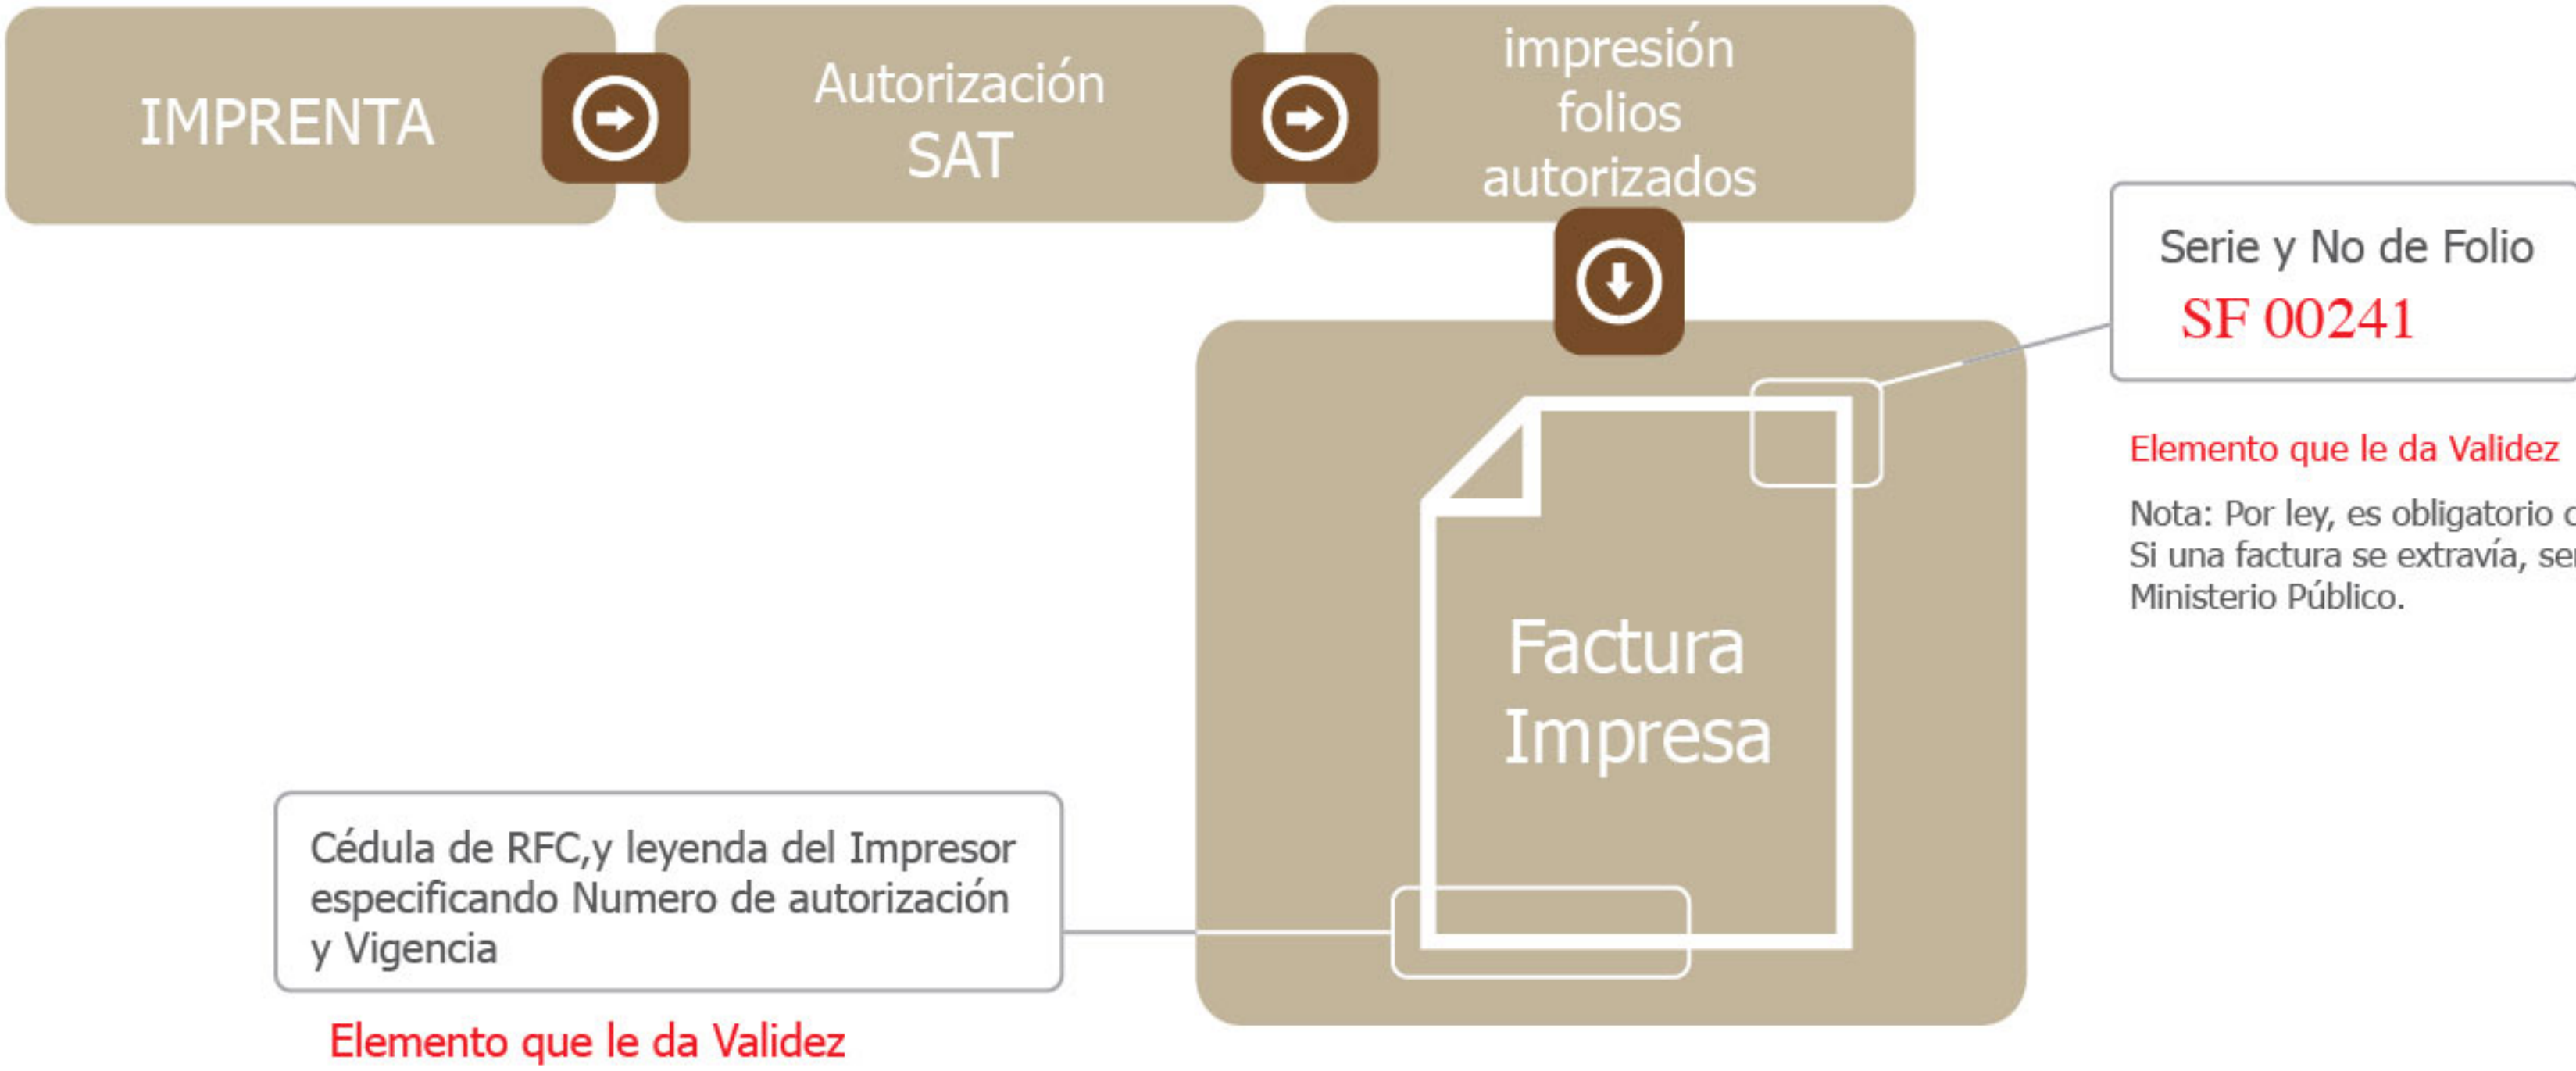 IMPRENTA
Autorización
SAT
impresión
folios
autorizados
Serie y No de Folio
SF 00241
Elemento que le da Validez
Nota: Por ley, es obligatorio
Si una factura se extravía,
Ministerio Público.
Factura
Impresa
Cédula de RFC,y leyenda del Impresor
especificando Numero de autorización
y Vigencia
Elemento que le da Validez